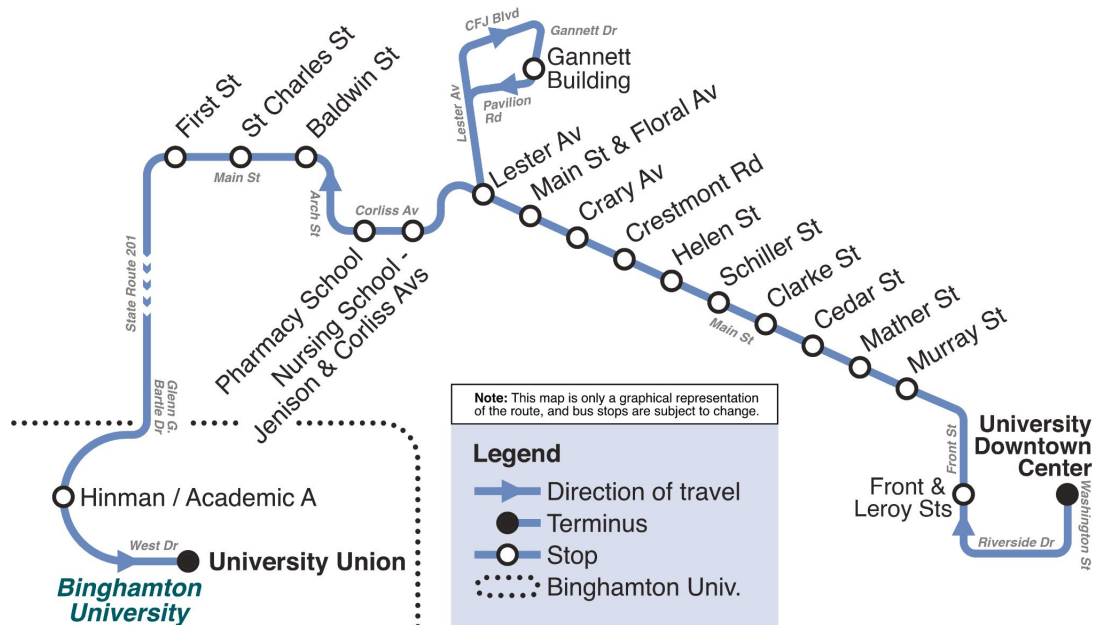 CFJ Blvd
Gannett Dr
Gannett
Building
Pavilion
Rd
Lester Av
First St
St Charles St
Baldwin St
Main St
Arch St
Corliss Av
Pharmacy School
Nursing School -
Jenison & Corliss Avs
Lester Av
Main St & Floral Av
Crary Av
Crestmont Rd
Helen St
Schiller St
Clarke St
Cedar St
Mather St
Murray St
Main St
State Route 201
Glenn G.
Bartle Dr
Hinman / Academic A
West Dr
University Union
Binghamton
University
Note: This map is only a graphical representation
of the route, and bus stops are subject to change.
Legend
Direction of travel
Terminus
Stop
Binghamton Univ.
Front St
University
Downtown
Center
Front &
Leroy Sts
Riverside Dr
Washington St